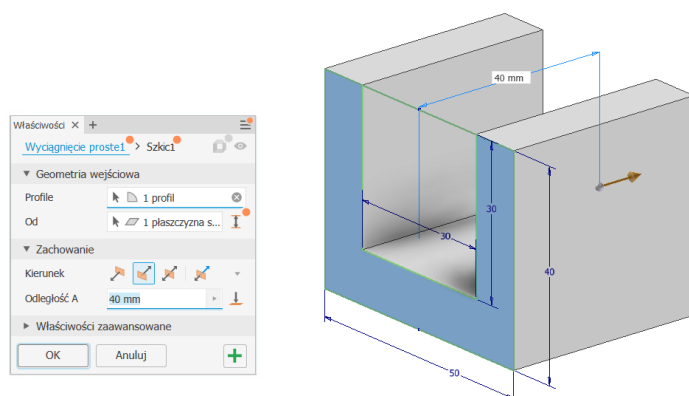 Właściwości × +
Wyciągnięcie proste1 > Szkic1
Geometria wejściowa
Profile 1 profil
Od 1 płaszczyzna s...
Zachowanie
Kierunek
Odległość A 40 mm
Właściwości zaawansowane
OK Anuluj +
40 mm
30
30
40
50